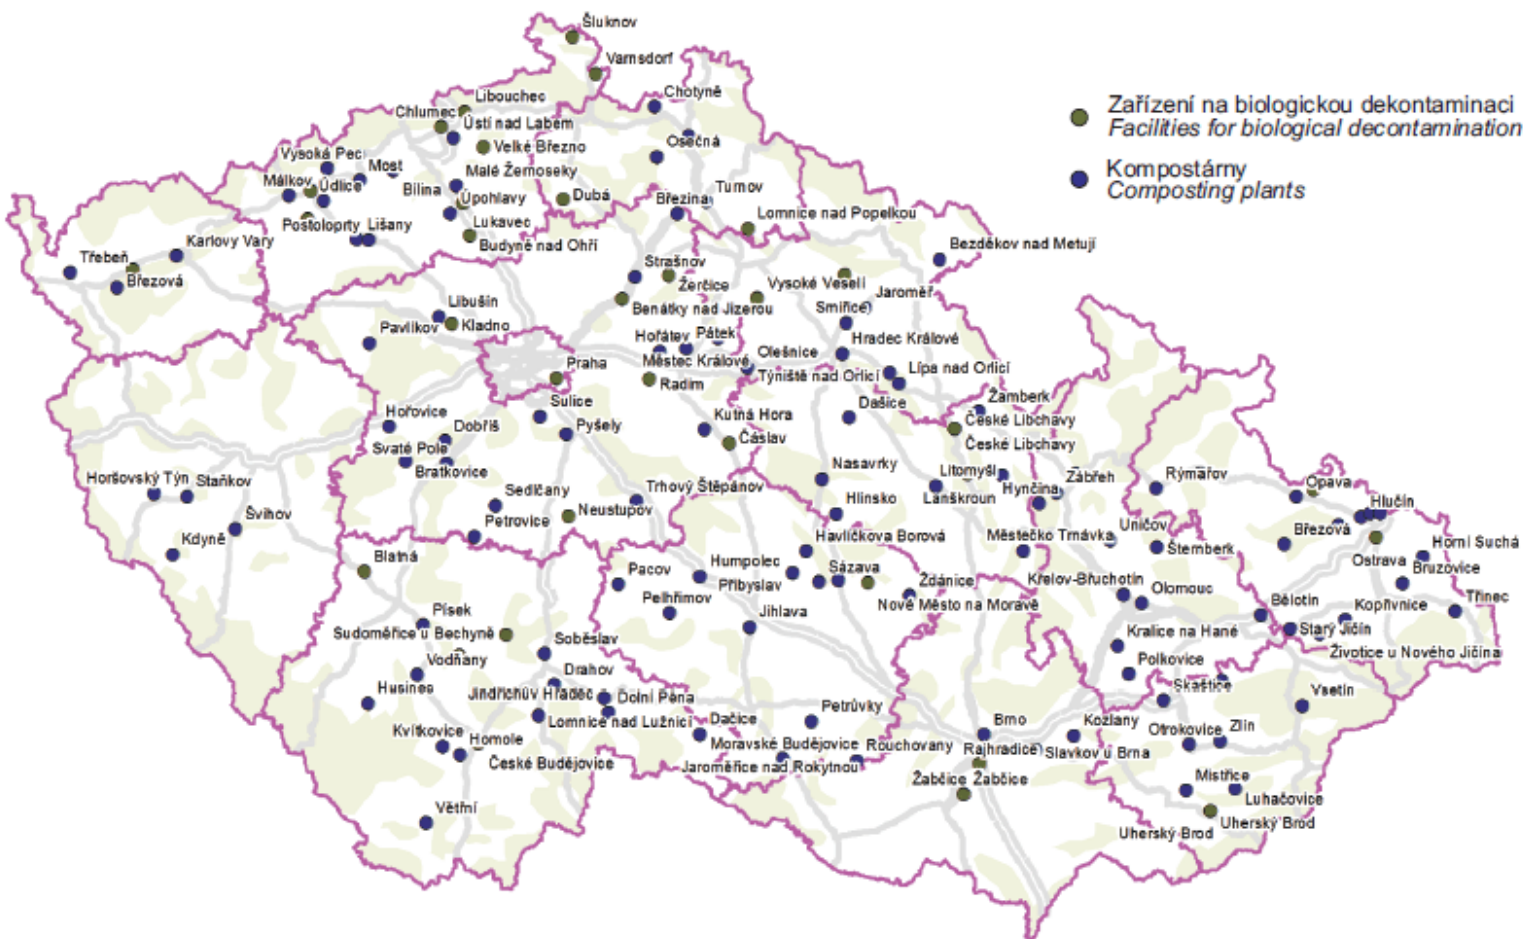 Šluknov
Varnsdorf
Chotyně
Libouchec
Chlumec
Ústí nad Labem
Osečná
Velké Březno
Vysoká Pec
Most
Malé Žernoseky
Málkov
Údlice
Bílina
Úpohlavy
Dubá
Březina
Turnov
Postoloprty
Lišany
Lukavec
Lomnice nad Popelkou
Budyně nad Ohří
Karlovy Vary
Třebeň
Březová
Bezděkov nad Metují
Strašnov
Žerčice
Vysoké Veselí
Jaroměř
Benátky nad Jizerou
Smiřice
Libušín
Kladno
Pavlíkov
Hořátev
Pátek
Hradec Králové
Městec Králové
Olešnice
Praha
Radim
Týniště nad Orlicí
Lípa nad Orlicí
Sulice
Kutná Hora
Dašice
Žamberk
Hořovice
Dobříš
Pyšely
Čáslav
České Libchavy
České Libchavy
Svaté Pole
Bratkovice
Horšovský Týn
Staňkov
Nasavrky
Litomyšl
Zábřeh
Rýmařov
Sedlčany
Trhový Štěpánov
Hlinsko
Lanškroun
Hynčina
Opava
Hlučín
Švihov
Petrovice
Neustupov
Kdyně
Havlíčkova Borová
Městečko Trnávka
Uničov
Březová
Šternberk
Horní Suchá
Ostrava
Bruzovice
Blatná
Pacov
Humpolec
Přibyslav
Sázava
Ždánice
Křelov-Břuchotín
Olomouc
Pelhřimov
Nové Město na Moravě
Třinec
Písek
Jihlava
Bělotín
Kopřivnice
Sudoměřice u Bechyně
Soběslav
Kralice na Hané
Starý Jičín
Životice u Nového Jičína
Vodňany
Drahov
Polkovice
Husinec
Jindřichův Hradec
Dolní Pěna
Skaštice
Vsetín
Lomnice nad Lužnicí
Dačice
Petrůvky
Brno
Kožlany
Otrokovice
Zlín
Kvítkovice
Homole
Moravské Budějovice
Rouchovany
Rajhradice
Slavkov u Brna
České Budějovice
Jaroměřice nad Rokytnou
Žabčice
Žabčice
Mistřice
Luhačovice
Větřní
Uherský Brod
Uherský Brod
Zařízení na biologickou dekontaminaci
Facilities for biological decontamination
Kompostárny
Composting plants